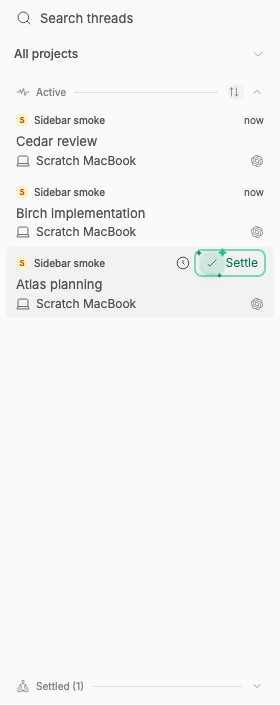 Search threads
All projects
Active
S Sidebar smoke now
Cedar review
Scratch MacBook
S Sidebar smoke now
Birch implementation
Scratch MacBook
S Sidebar smoke Settle
Atlas planning
Scratch MacBook
Settled (1)